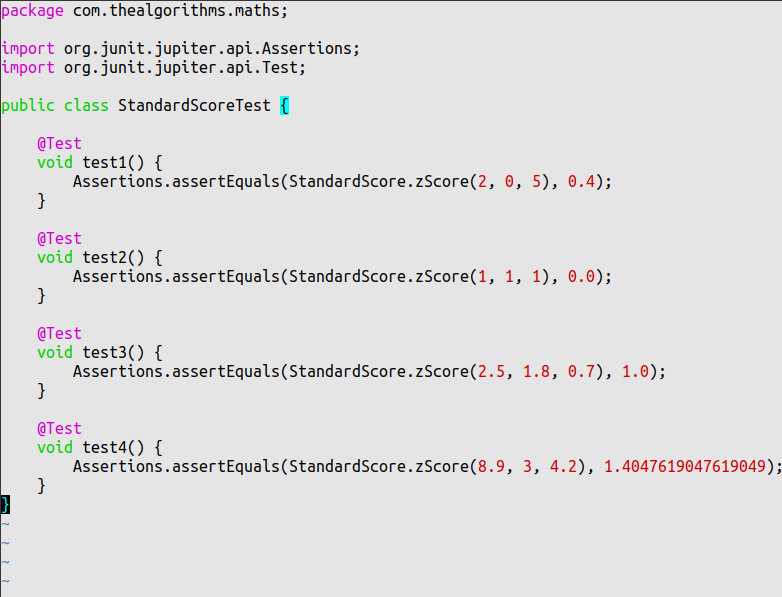 package com.thealgorithms.maths;
import org.junit.jupiter.api.Assertions;
import org.junit.jupiter.api.Test;
public class StandardScoreTest {
    @Test
    void test1() {
        Assertions.assertEquals(StandardScore.zScore(2, 0, 5), 0.4);
    }
    @Test
    void test2() {
        Assertions.assertEquals(StandardScore.zScore(1, 1, 1), 0.0);
    }
    @Test
    void test3() {
        Assertions.assertEquals(StandardScore.zScore(2.5, 1.8, 0.7), 1.0);
    }
    @Test
    void test4() {
        Assertions.assertEquals(StandardScore.zScore(8.9, 3, 4.2), 1.4047619047619049);
    }
}
~
~
~
~